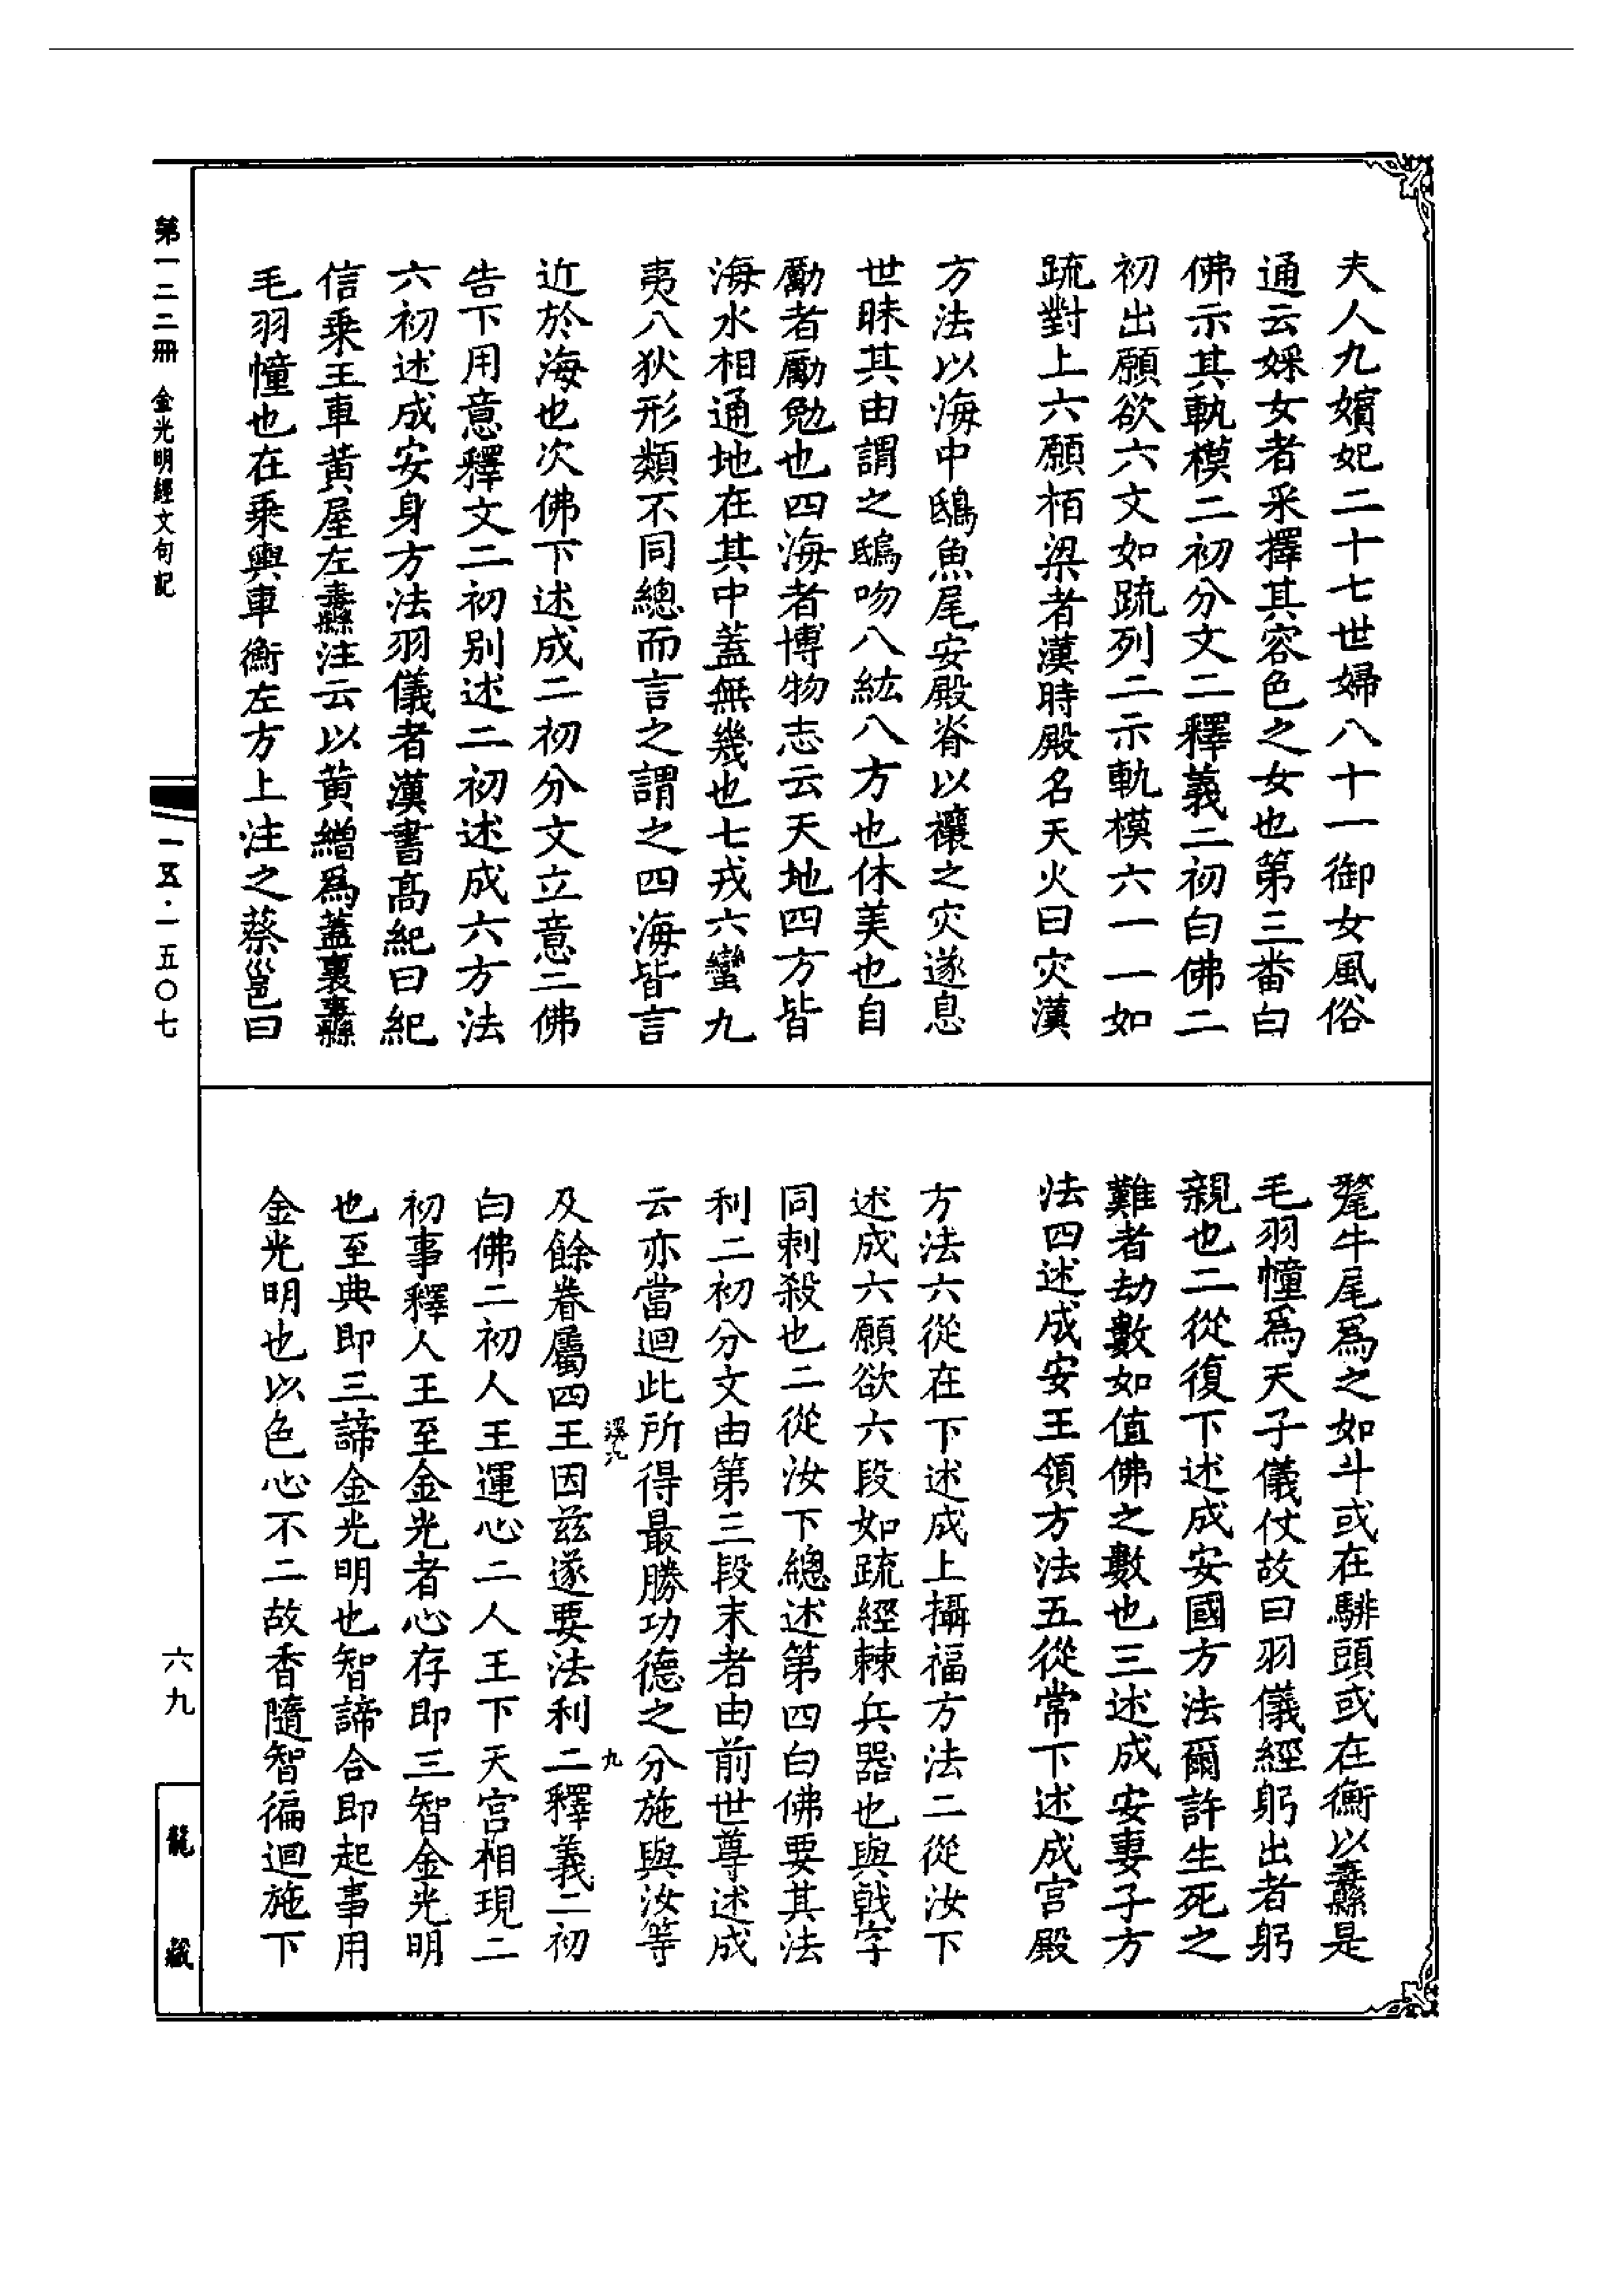 夫人九嬪妃二十七世婦八十一御女風俗
通云婇女者采擇其容色之女也第三番白
佛示其軌模二初分文二釋義二初白佛二
初出願欲六文如䟽列二示軌模六一一如
䟽對上六願栢梁者漢時殿名天火曰灾漢
方法以海中鴟魚尾安殿脊以禳之灾遂息
世昧其由謂之鴟吻八紘八方也休美也自
勵者勵勉也四海者博物志云天地四方皆
海水相通地在其中蓋無幾也七戎六蠻九
夷八狄形類不同總而言之謂之四海皆言
近於海也次佛下述成二初分文立意二佛
告下用意釋文二初別述二初述成六方法
六初述成安身方法羽儀者漢書高紀曰紀
信乗王車黄屋左纛注云以黄繒爲蓋裏纛
毛羽幢也在乗輿車衡左方上注之蔡邕曰
氂牛尾爲之如斗或在騑頭或在衡以纛是
毛羽幢爲天子儀仗故曰羽儀經躬出者躬
親也二從復下述成安國方法爾許生死之
難者劫數如值佛之數也三述成安妻子方
法四述成安王領方法五從常下述成宫殿
方法六從在下述成上攝福方法二從汝下
述成六願欲六段如䟽經棘兵器也與戟字
同刺殺也二從汝下總述第四白佛要其法
利二初分文由第三段末者由前世尊述成
云亦當迴此所得最勝功德之分施與汝等
及餘眷屬四王因兹遂要法利二釋義二初
白佛二初人王運心二人王下天宫相現二
初事釋人王至金光者心存即三智金光明
也至典即三諦金光明也智諦合即起事用
金光明也以色心不二故香隨智徧迴施下
第一二二冊
金光明經文句記
一五·一五〇七
六九
龍藏
九